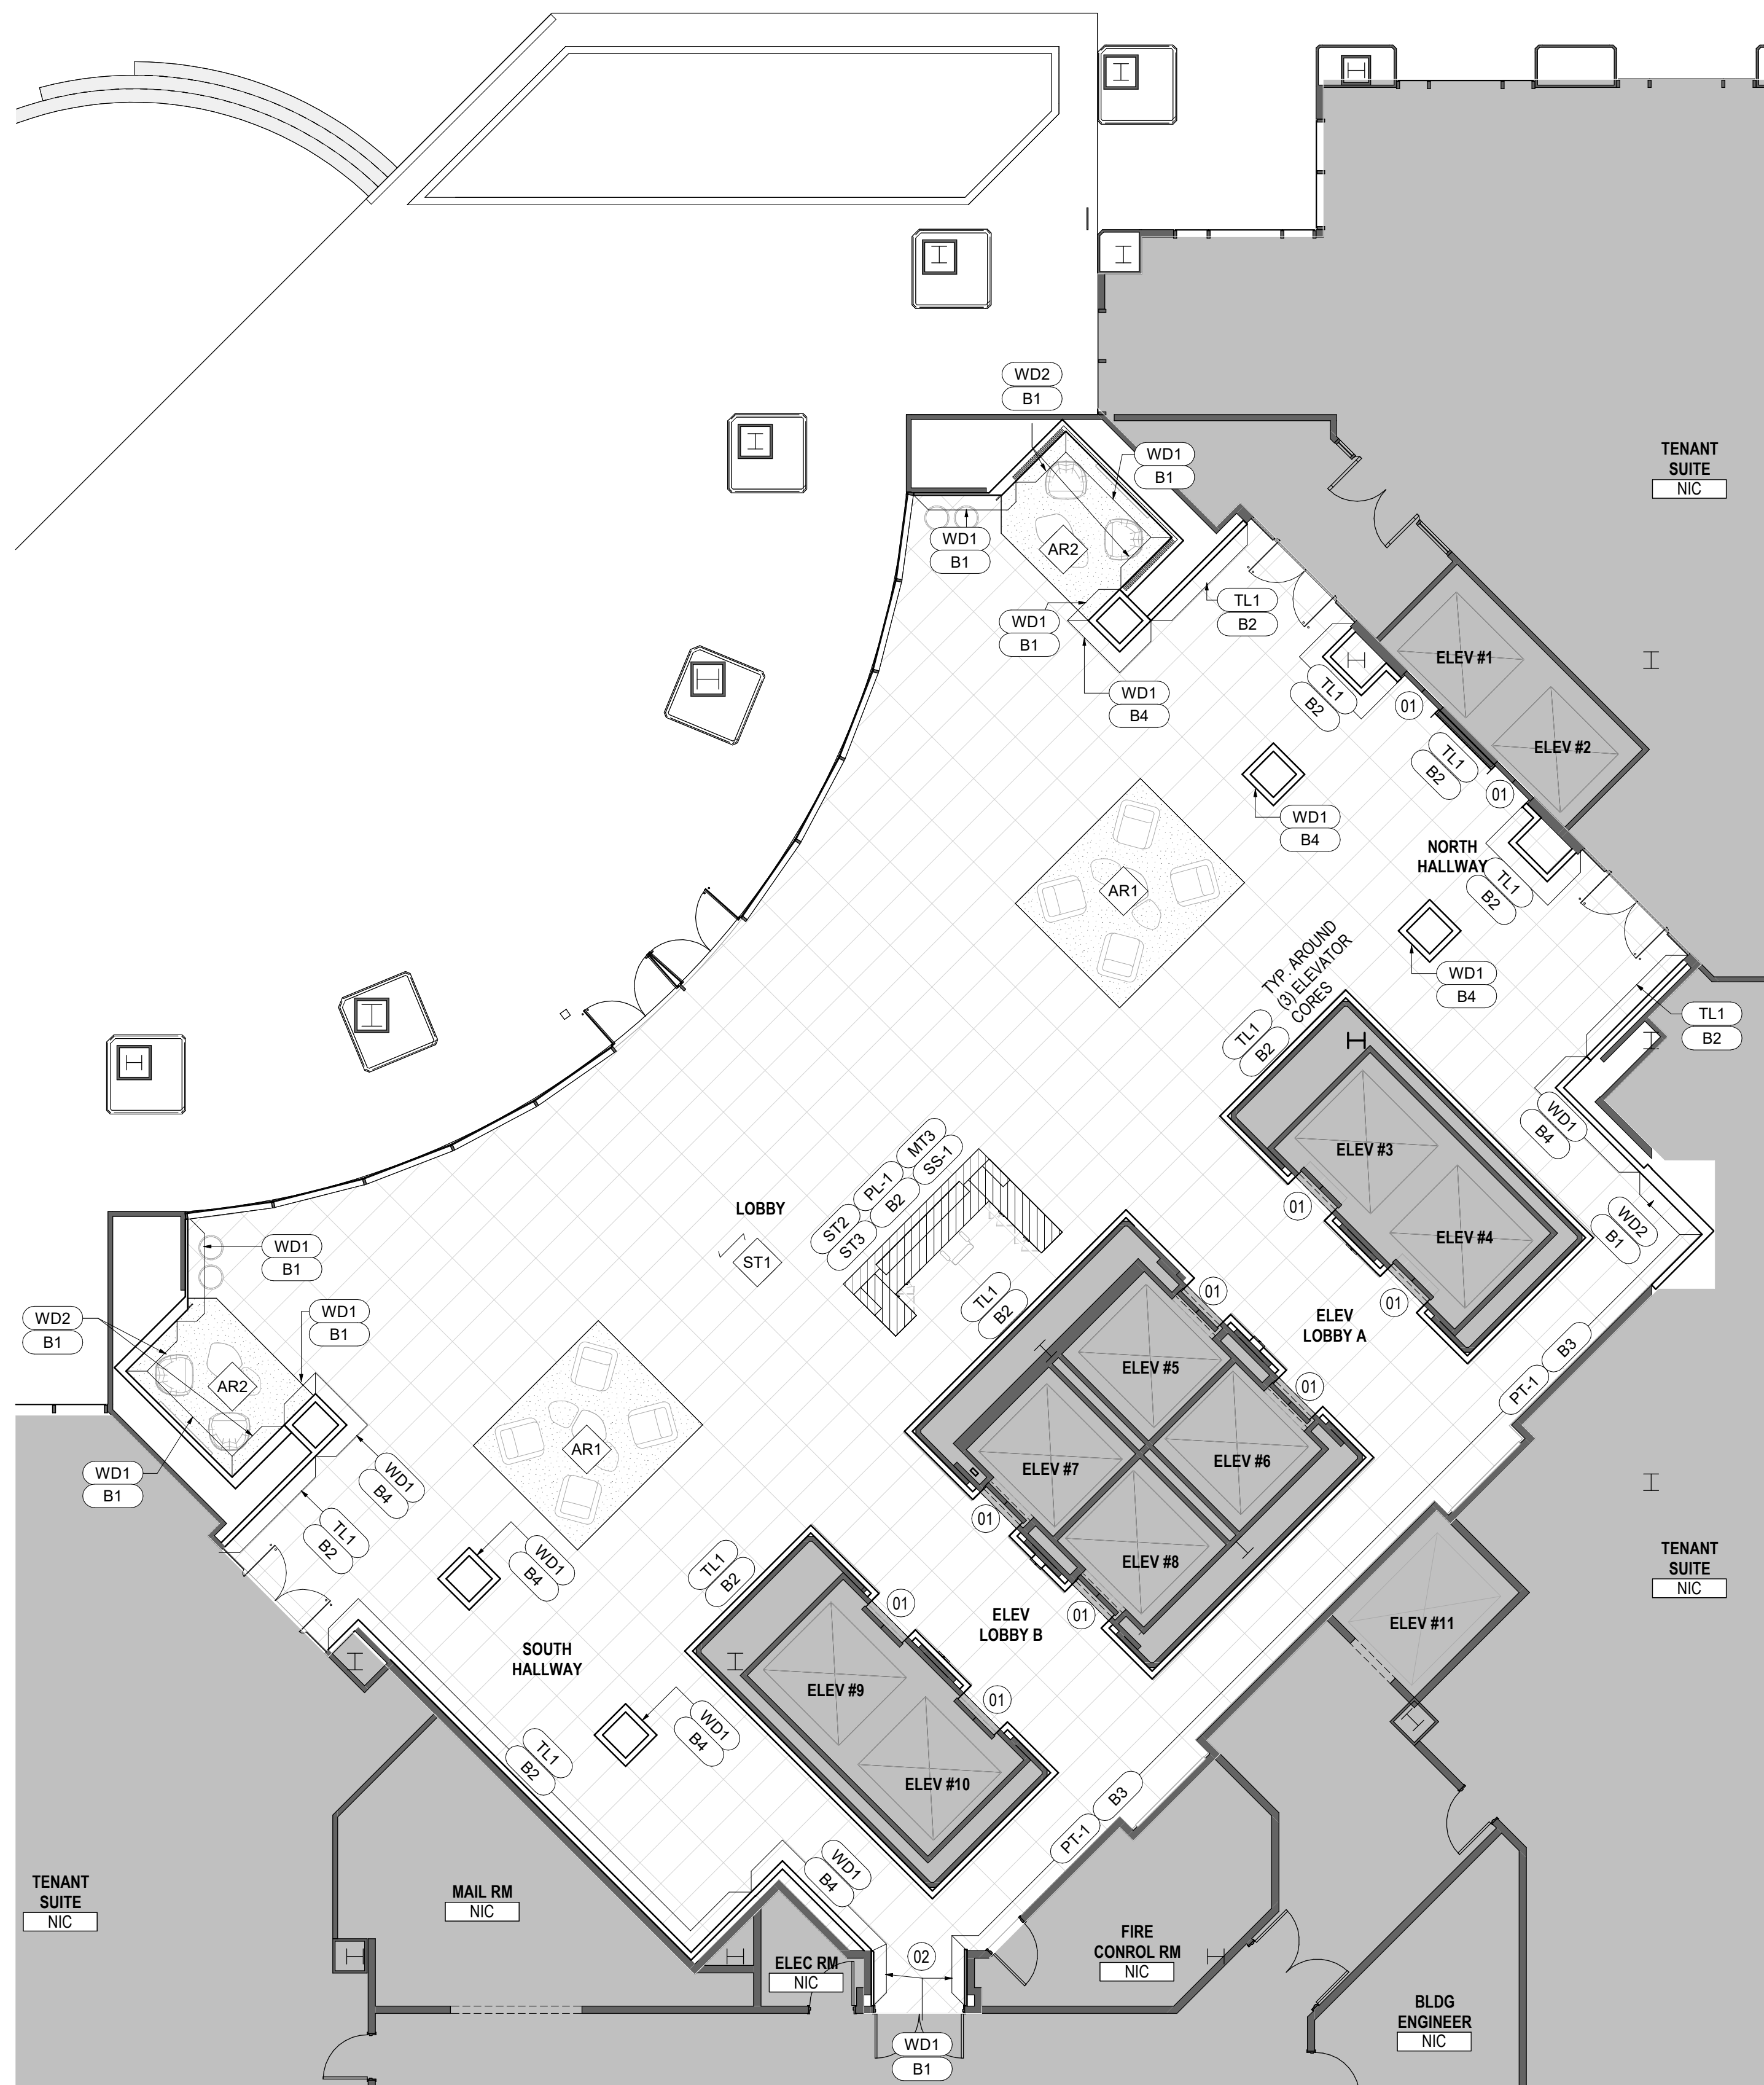 WD2
B1
WD1
B1
TENANT
SUITE
NIC
WD1
B1
AR2
WD1
B1
TL1
B2
WD1
B4
TL1
B2
ELEV #1
01
TL1
B2
ELEV #2
01
WD1
B4
NORTH
HALLWAY
TL1
B2
AR1
WD1
B4
TYP. AROUND
(3) ELEVATOR
CORES
TL1
B2
TL1
B2
WD1
B4
ELEV #3
01
WD2
B1
ELEV #4
01
MT3
SS-1
PL-1
B2
ST2
ST3
LOBBY
ST1
WD1
B1
WD2
B1
WD1
B1
AR2
WD1
B1
TL1
B2
01
ELEV
LOBBY A
ELEV #5
01
B3
PT-1
AR1
WD1
B4
ELEV #7
ELEV #6
01
TL1
B2
WD1
B4
TL1
B2
ELEV #8
01
TENANT
SUITE
NIC
ELEV #11
01
ELEV
LOBBY B
SOUTH
HALLWAY
ELEV #9
01
WD1
B4
TL1
B2
ELEV #10
B3
PT-1
WD1
B4
TENANT
SUITE
NIC
MAIL RM
NIC
ELEC RM
NIC
02
FIRE
CONROL RM
NIC
WD1
B1
BLDG
ENGINEER
NIC